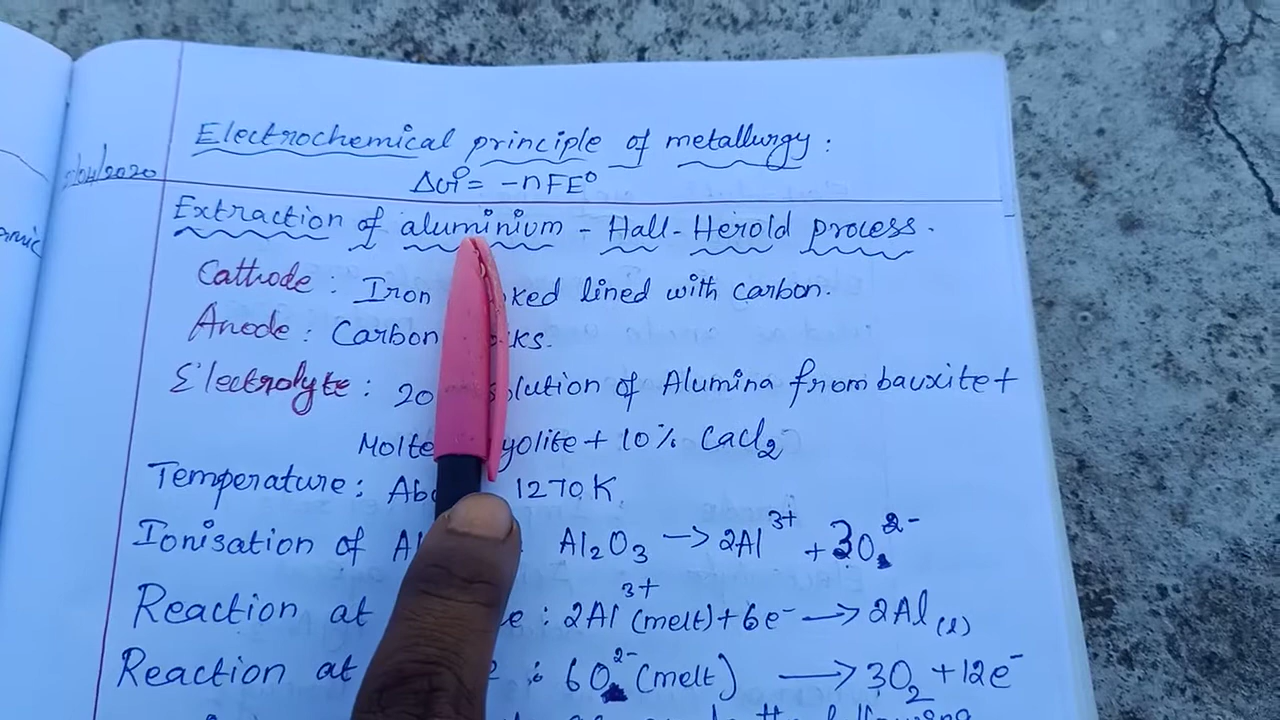 Electrochemical principle of metallurgy :
/04/2020
ΔG° = -nFE°
Extraction of aluminium - Hall-Herold process.
Cathode : Iron lined with carbon.
Anode : Carbon
Electrolyte : 20 of Alumina from bauxite +
+ 10% CaCl2
Temperature : 1270K
Ionisation of Al2O3 → 2Al³⁺ + 3O²⁻
Reaction at : 2Al³⁺ (melt) + 6e⁻ → 2Al (l)
Reaction at : 6O²⁻ (melt) → 3O2 + 12e⁻